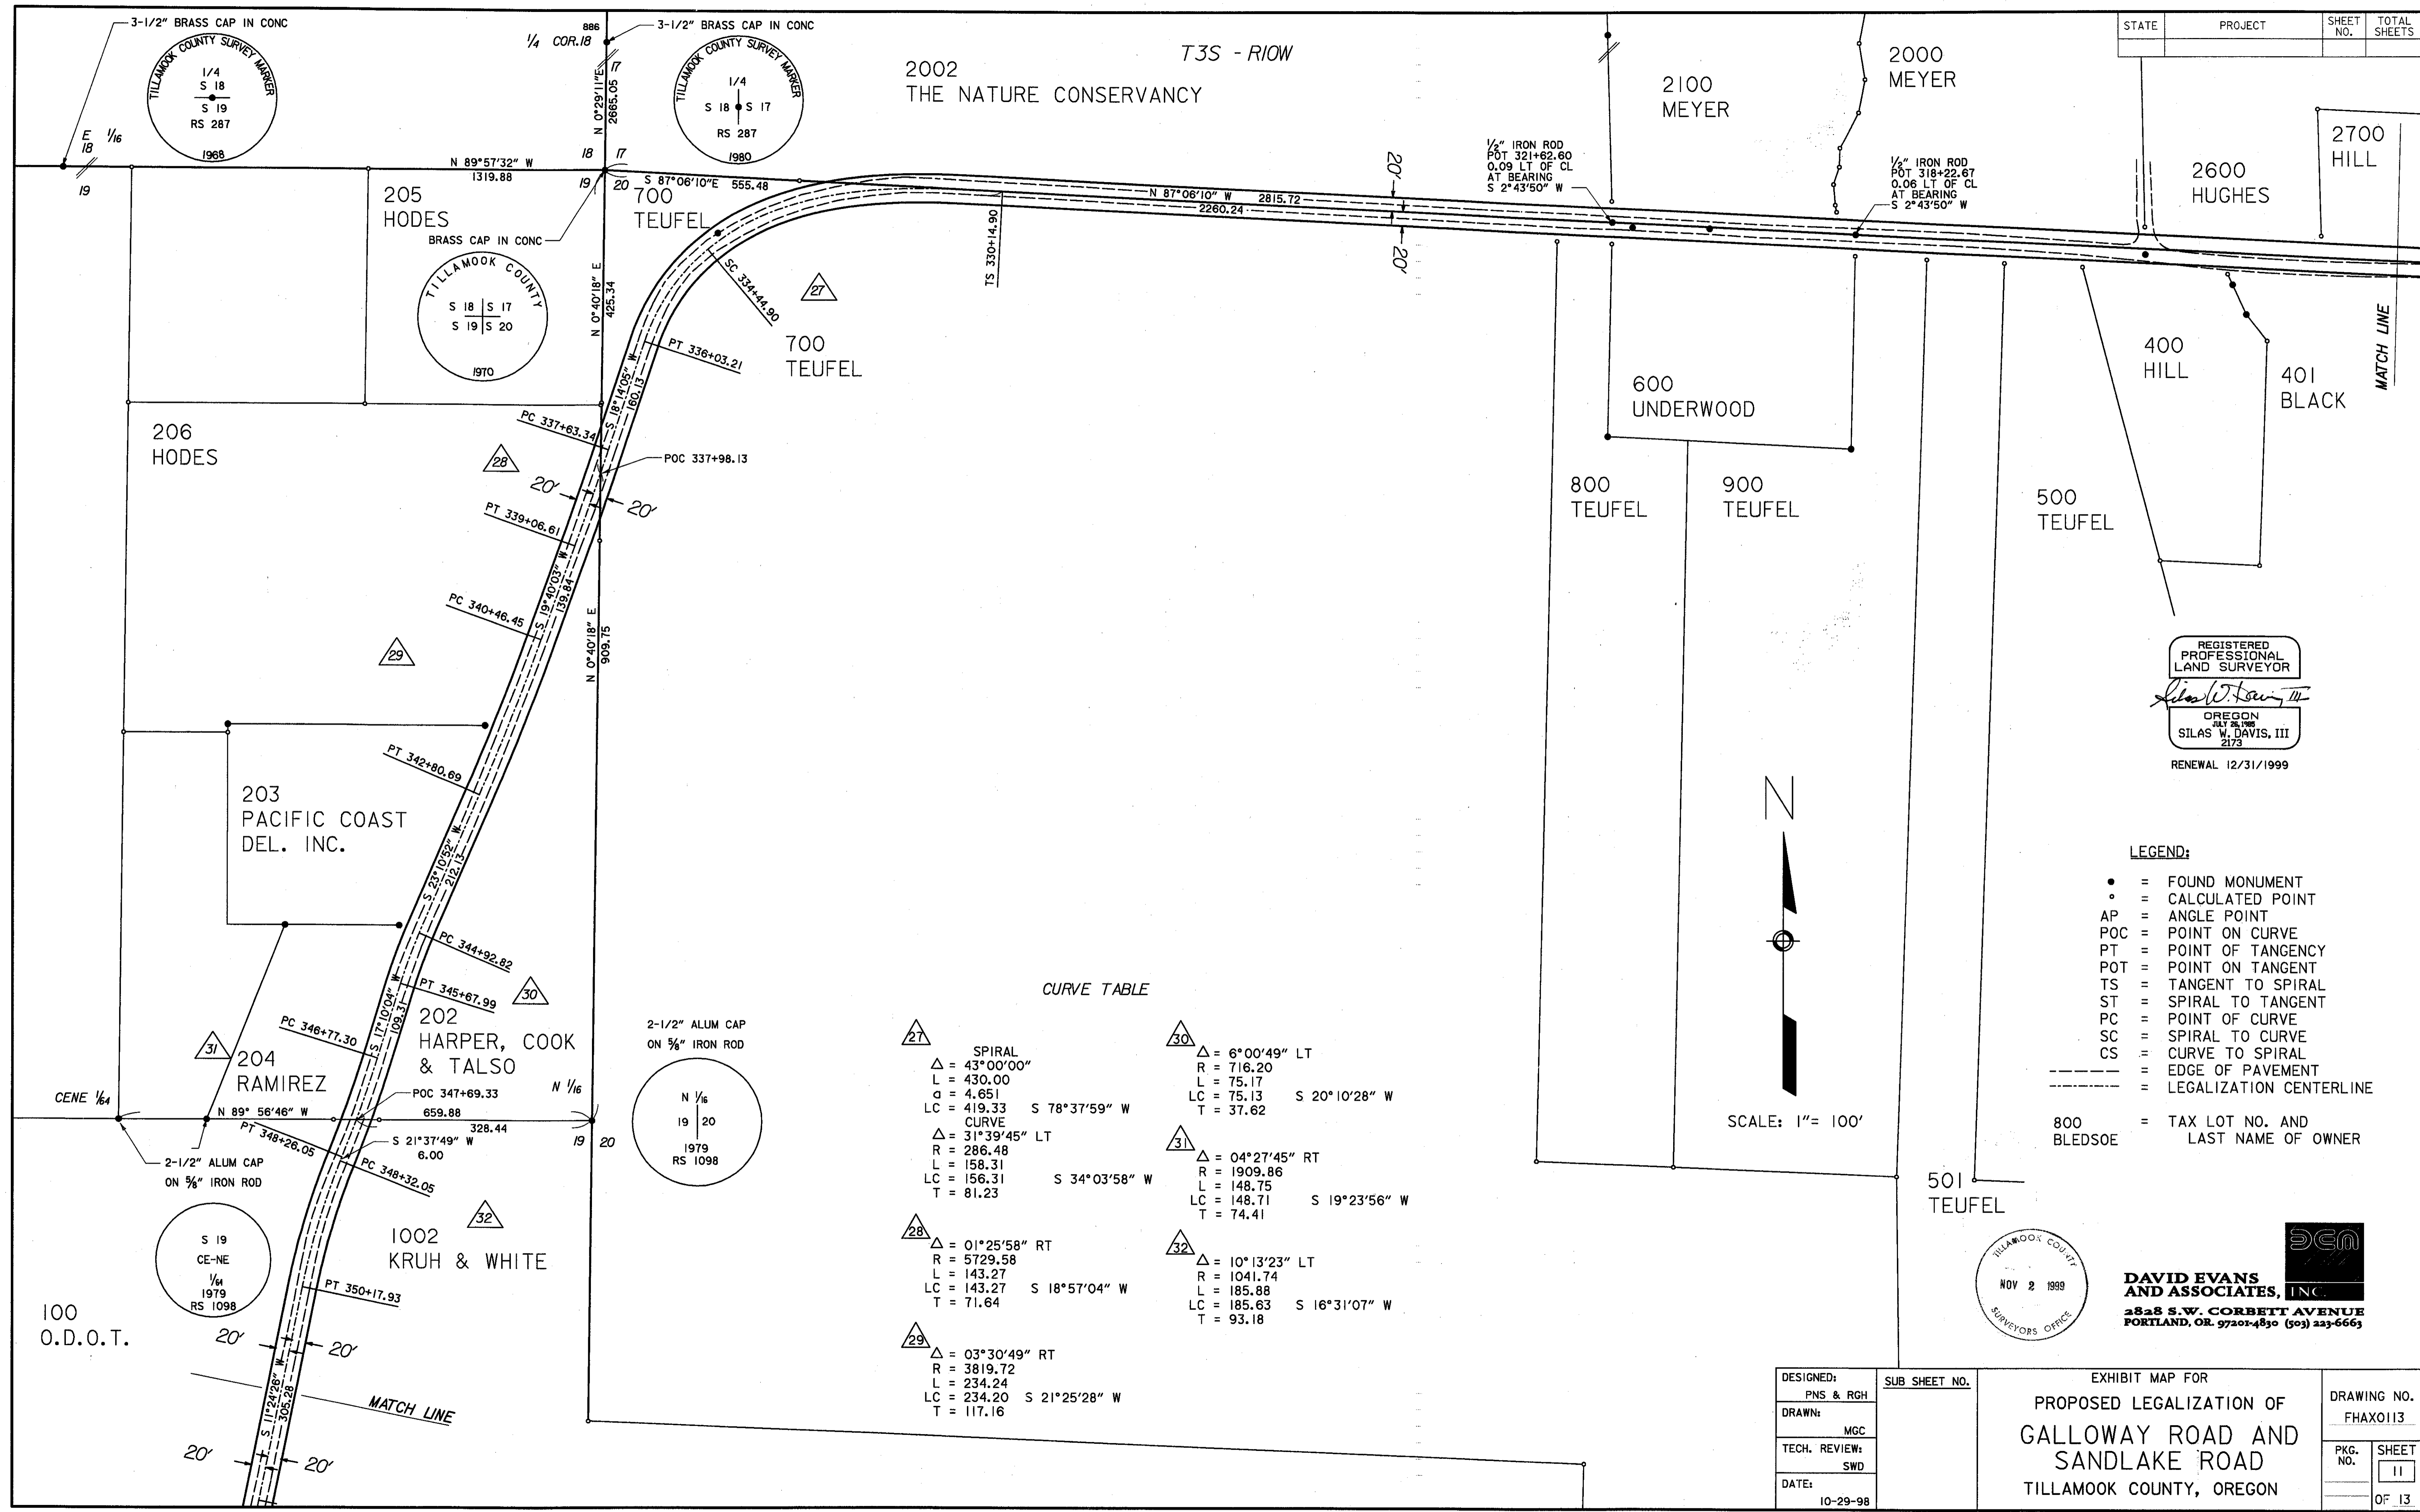 3-1/2" BRASS CAP IN CONC
TILLAMOOK COUNTY SURVEY MARKER
1/4
S 18
S 19
RS 287
1968
E 1/16
18
19
886
1/4 COR.18
3-1/2" BRASS CAP IN CONC
TILLAMOOK COUNTY SURVEY MARKER
1/4
S 18 S 17
RS 287
1980
17
N 0°29'11"E
2665.05
18 17
19 20
N 89°57'32" W
1319.88
T3S - R10W
2002
THE NATURE CONSERVANCY
2100
MEYER
2000
MEYER
STATE
PROJECT
SHEET NO.
TOTAL SHEETS
2700
HILL
2600
HUGHES
205
HODES
S 87°06'10"E 555.48
700
TEUFEL
BRASS CAP IN CONC
TILLAMOOK COUNTY
S 18 S 17
S 19 S 20
1970
N 0°40'18" E
425.34
SC 334+44.90
27
TS 330+14.90
20'
N 87°06'10" W 2815.72
2260.24
20'
1/2" IRON ROD
POT 321+62.60
0.09 LT OF CL
AT BEARING
S 2°43'50" W
1/2" IRON ROD
POT 318+22.67
0.06 LT OF CL
AT BEARING
S 2°43'50" W
PT 336+03.21
700
TEUFEL
S 18°14'05" W
160.13
206
HODES
PC 337+63.34
28
POC 337+98.13
20'
20'
PT 339+06.61
S 19°40'03" W
139.84
PC 340+46.45
29
N 0°40'18" E
909.75
600
UNDERWOOD
800
TEUFEL
900
TEUFEL
500
TEUFEL
400
HILL
401
BLACK
MATCH LINE
REGISTERED
PROFESSIONAL
LAND SURVEYOR
Silas W. Davis, III
OREGON
JULY 26, 1985
SILAS W. DAVIS, III
2173
RENEWAL 12/31/1999
PT 342+80.69
203
PACIFIC COAST
DEL. INC.
S 23°10'52" W
212.13
PC 344+92.82
PT 345+67.99
30
S 17°10'04" W
109.31
PC 346+77.30
202
HARPER, COOK
& TALSO
31
204
RAMIREZ
POC 347+69.33
N 1/16
CENE 1/64
N 89° 56'46" W
659.88
328.44
19 20
PT 348+26.05
S 21°37'49" W
6.00
PC 348+32.05
2-1/2" ALUM CAP
ON 5/8" IRON ROD
S 19
CE-NE
1/64
1979
RS 1098
2-1/2" ALUM CAP
ON 5/8" IRON ROD
N 1/16
19 20
1979
RS 1098
32
1002
KRUH & WHITE
PT 350+17.93
100
O.D.O.T.
20'
20'
S 11°24'26" W
305.28
MATCH LINE
20'
20'
CURVE TABLE
27
SPIRAL
Δ = 43°00'00"
L = 430.00
a = 4.651
LC = 419.33 S 78°37'59" W
CURVE
Δ = 31°39'45" LT
R = 286.48
L = 158.31
LC = 156.31 S 34°03'58" W
T = 81.23
28
Δ = 01°25'58" RT
R = 5729.58
L = 143.27
LC = 143.27 S 18°57'04" W
T = 71.64
29
Δ = 03°30'49" RT
R = 3819.72
L = 234.24
LC = 234.20 S 21°25'28" W
T = 117.16
30
Δ = 6°00'49" LT
R = 716.20
L = 75.17
LC = 75.13 S 20°10'28" W
T = 37.62
31
Δ = 04°27'45" RT
R = 1909.86
L = 148.75
LC = 148.71 S 19°23'56" W
T = 74.41
32
Δ = 10°13'23" LT
R = 1041.74
L = 185.88
LC = 185.63 S 16°31'07" W
T = 93.18
N
SCALE: 1"= 100'
LEGEND:
● = FOUND MONUMENT
○ = CALCULATED POINT
AP = ANGLE POINT
POC = POINT ON CURVE
PT = POINT OF TANGENCY
POT = POINT ON TANGENT
TS = TANGENT TO SPIRAL
ST = SPIRAL TO TANGENT
PC = POINT OF CURVE
SC = SPIRAL TO CURVE
CS = CURVE TO SPIRAL
= EDGE OF PAVEMENT
= LEGALIZATION CENTERLINE
800 = TAX LOT NO. AND
BLEDSOE LAST NAME OF OWNER
501
TEUFEL
TILLAMOOK COUNTY
NOV 2 1999
SURVEYORS OFFICE
DEA
DAVID EVANS
AND ASSOCIATES, INC.
2828 S.W. CORBETT AVENUE
PORTLAND, OR. 97201-4830 (503) 223-6663
DESIGNED:
PNS & RGH
DRAWN:
MGC
TECH. REVIEW:
SWD
DATE:
10-29-98
SUB SHEET NO.
EXHIBIT MAP FOR
PROPOSED LEGALIZATION OF
GALLOWAY ROAD AND
SANDLAKE ROAD
TILLAMOOK COUNTY, OREGON
DRAWING NO.
FHAX0113
PKG. NO.
SHEET
11
OF 13